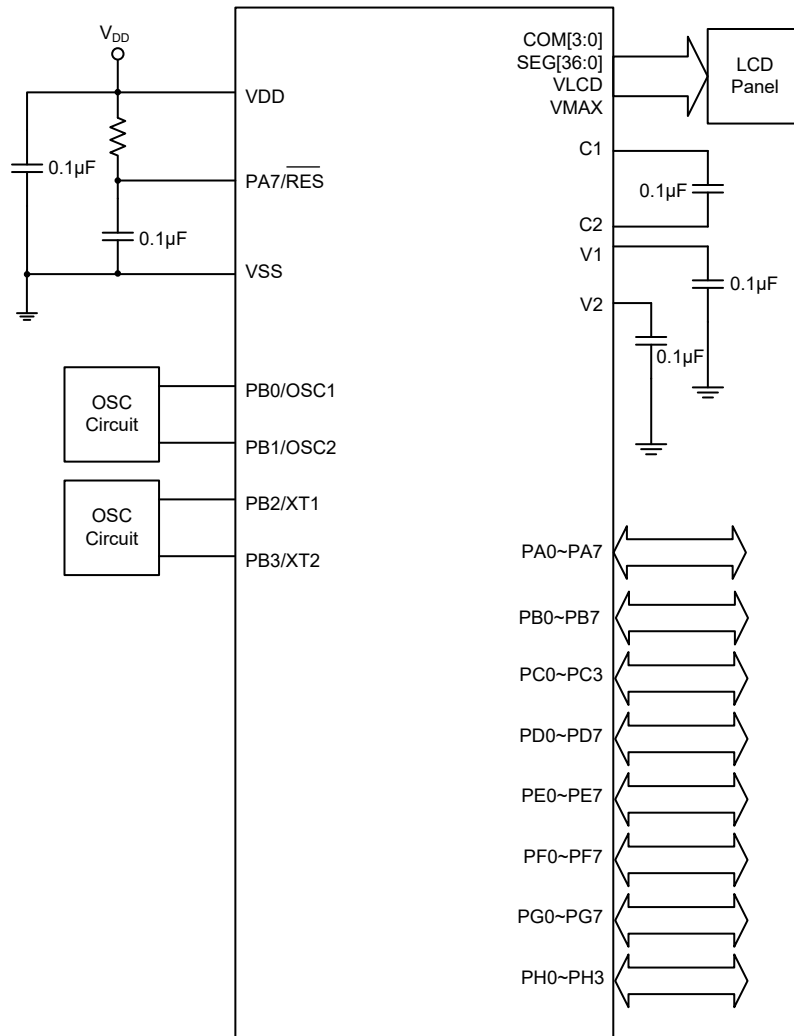 V_DD
VDD
0.1µF
PA7/R̅E̅S̅
0.1µF
VSS
OSC
Circuit
PB0/OSC1
PB1/OSC2
OSC
Circuit
PB2/XT1
PB3/XT2
COM[3:0]
SEG[36:0]
VLCD
VMAX
LCD
Panel
C1
0.1µF
C2
V1
0.1µF
V2
0.1µF
PA0~PA7
PB0~PB7
PC0~PC3
PD0~PD7
PE0~PE7
PF0~PF7
PG0~PG7
PH0~PH3